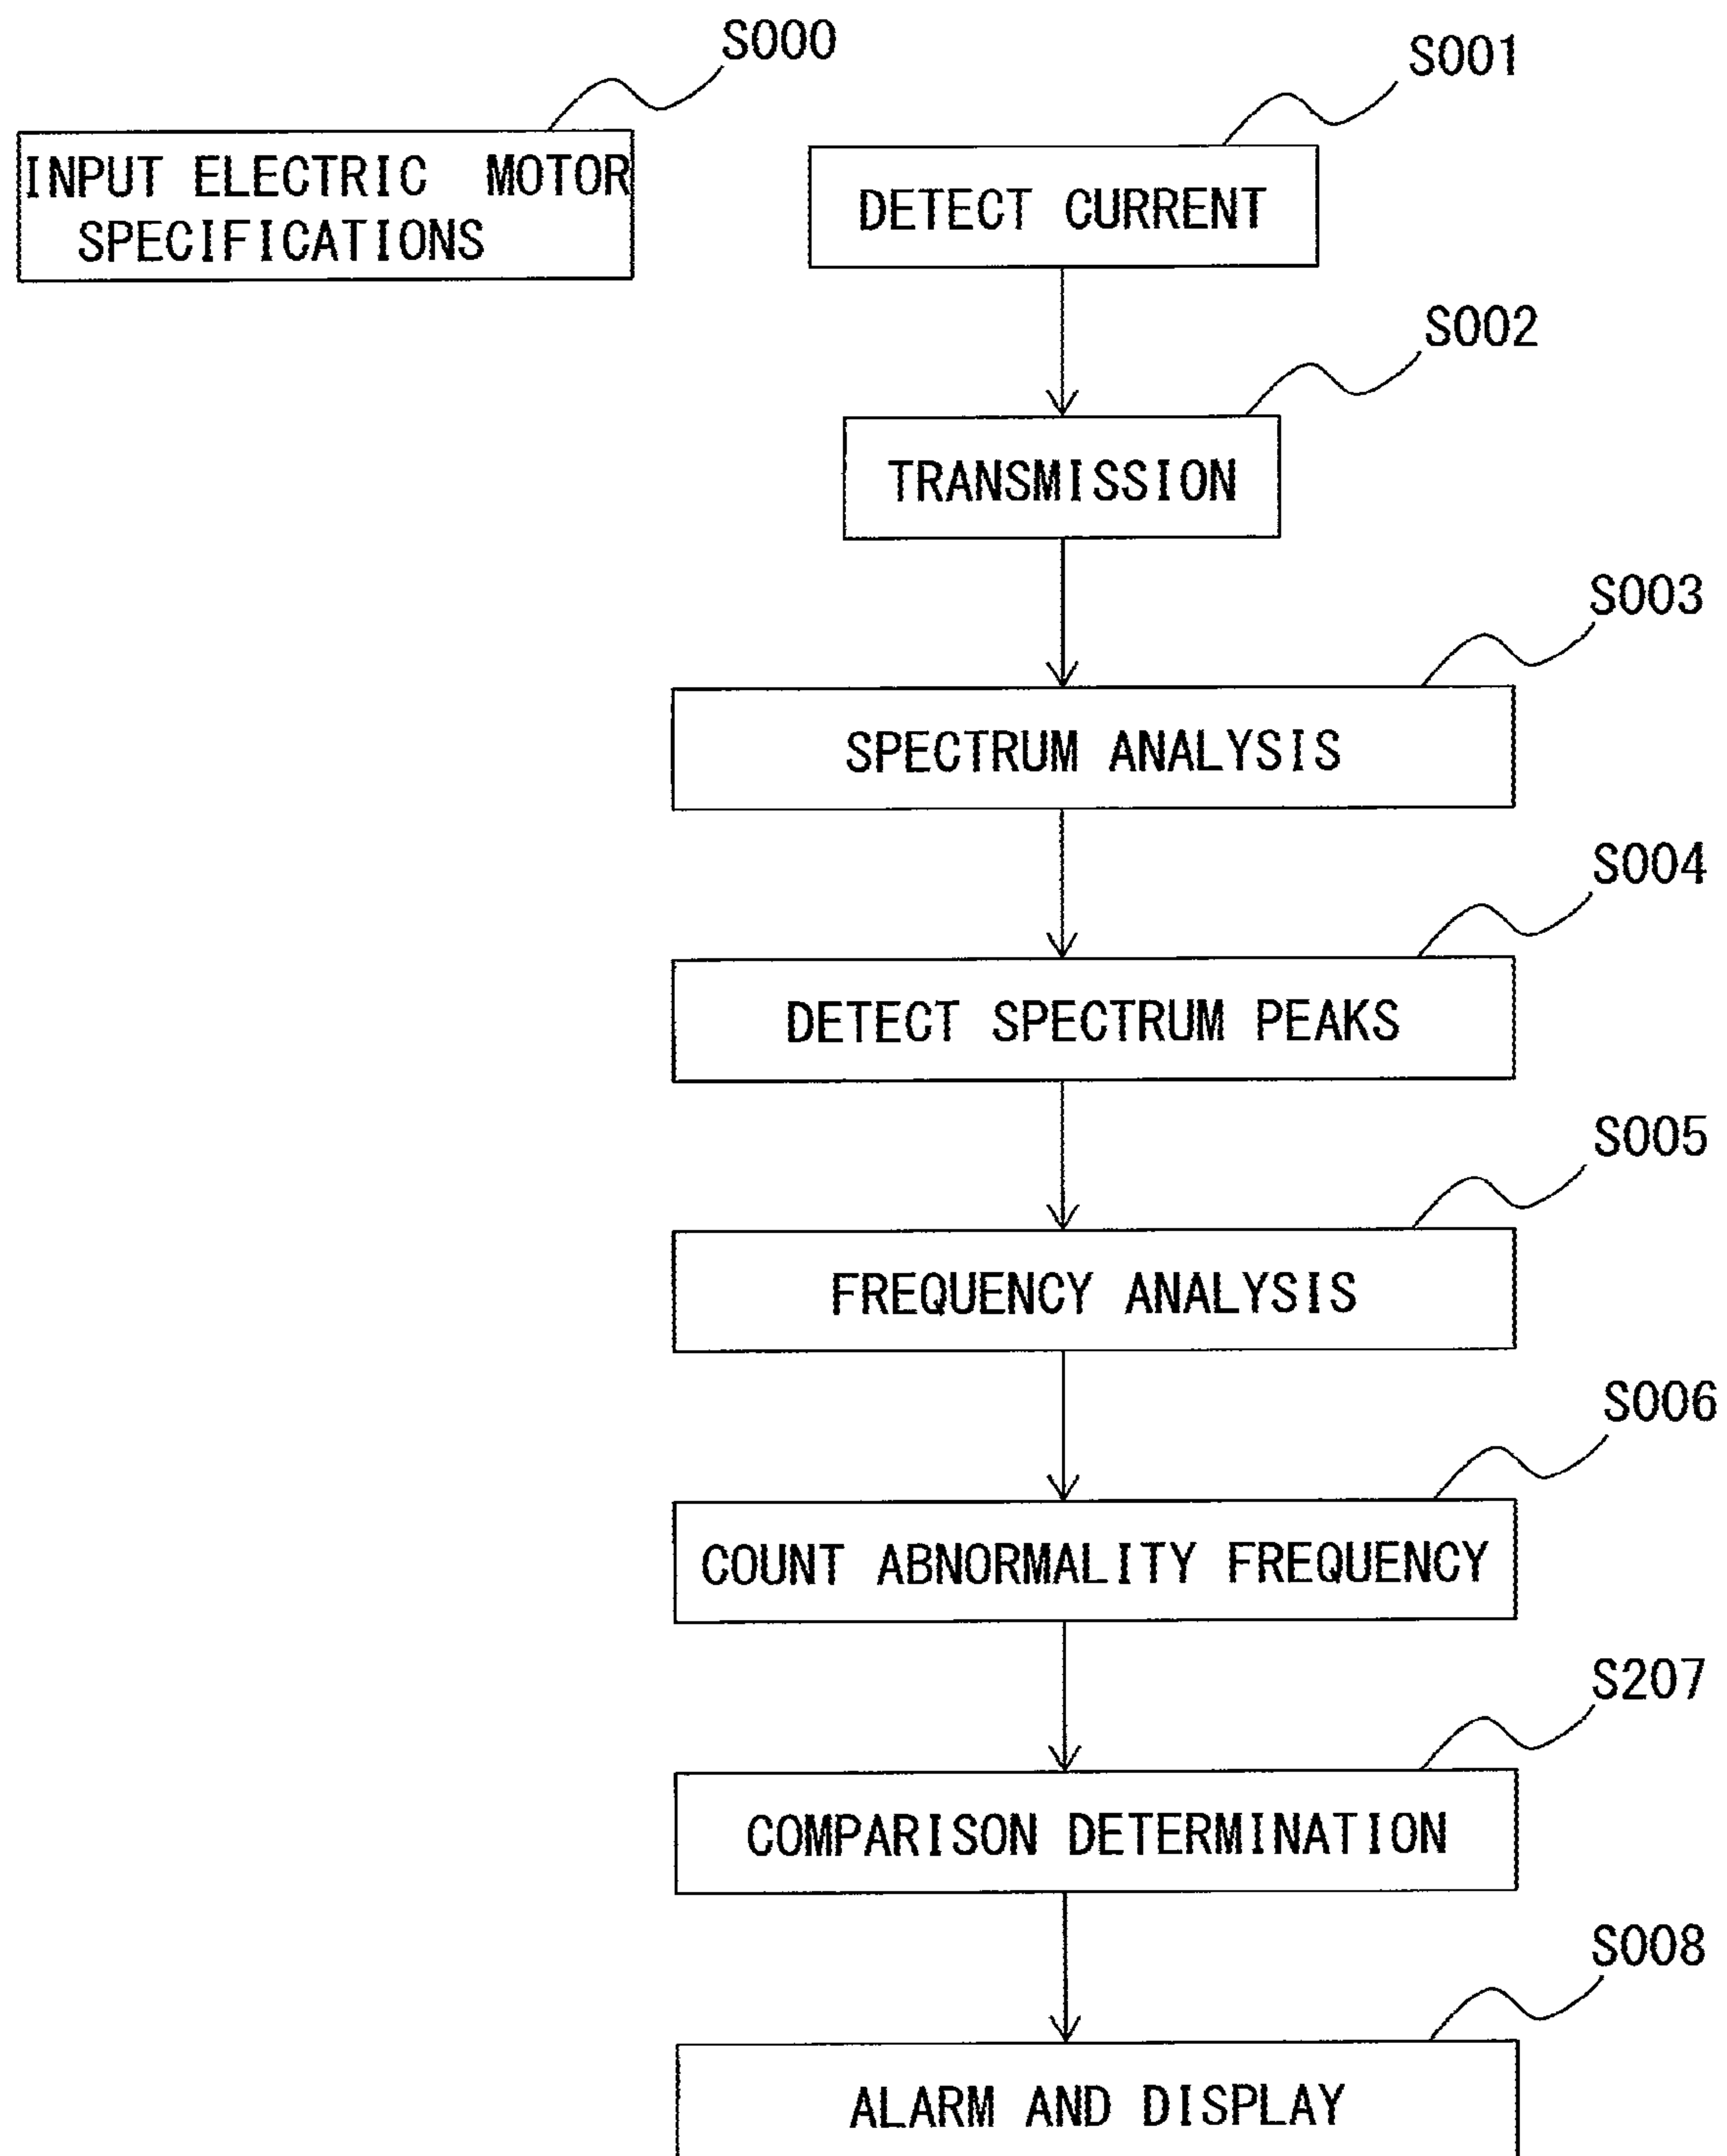 S000
S001
INPUT ELECTRIC MOTOR
SPECIFICATIONS
DETECT CURRENT
S002
TRANSMISSION
S003
SPECTRUM ANALYSIS
S004
DETECT SPECTRUM PEAKS
S005
FREQUENCY ANALYSIS
S006
COUNT ABNORMALITY FREQUENCY
S207
COMPARISON DETERMINATION
S008
ALARM AND DISPLAY